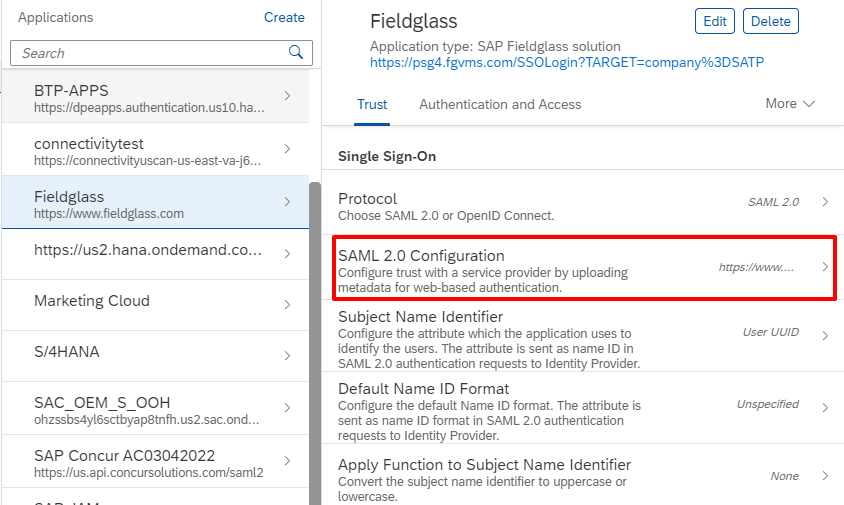 Applications
Create
Search
BTP-APPS
https://dpeapps.authentication.us10.ha...
connectivitytest
https://connectivityuscan-us-east-va-j6...
Fieldglass
https://www.fieldglass.com
https://us2.hana.ondemand.co...
Marketing Cloud
S/4HANA
SAC_OEM_S_OOH
ohzssbs4yl6sctbyap8tnfh.us2.sac.ond...
SAP Concur AC03042022
https://us.api.concursolutions.com/saml2
SAP JAM
Fieldglass
Edit
Delete
Application type: SAP Fieldglass solution
https://psg4.fgvms.com/SSOLogin?TARGET=company%3DSATP
Trust
Authentication and Access
More
Single Sign-On
Protocol
Choose SAML 2.0 or OpenID Connect.
SAML 2.0
SAML 2.0 Configuration
Configure trust with a service provider by uploading
metadata for web-based authentication.
https://www....
Subject Name Identifier
Configure the attribute which the application uses to
identify the users. The attribute is sent as name ID in
SAML 2.0 authentication requests to Identity Provider.
User UUID
Default Name ID Format
Configure the default Name ID format. The attribute is
sent as name ID format in SAML 2.0 authentication
requests to Identity Provider.
Unspecified
Apply Function to Subject Name Identifier
Convert the subject name identifier to uppercase or
lowercase.
None